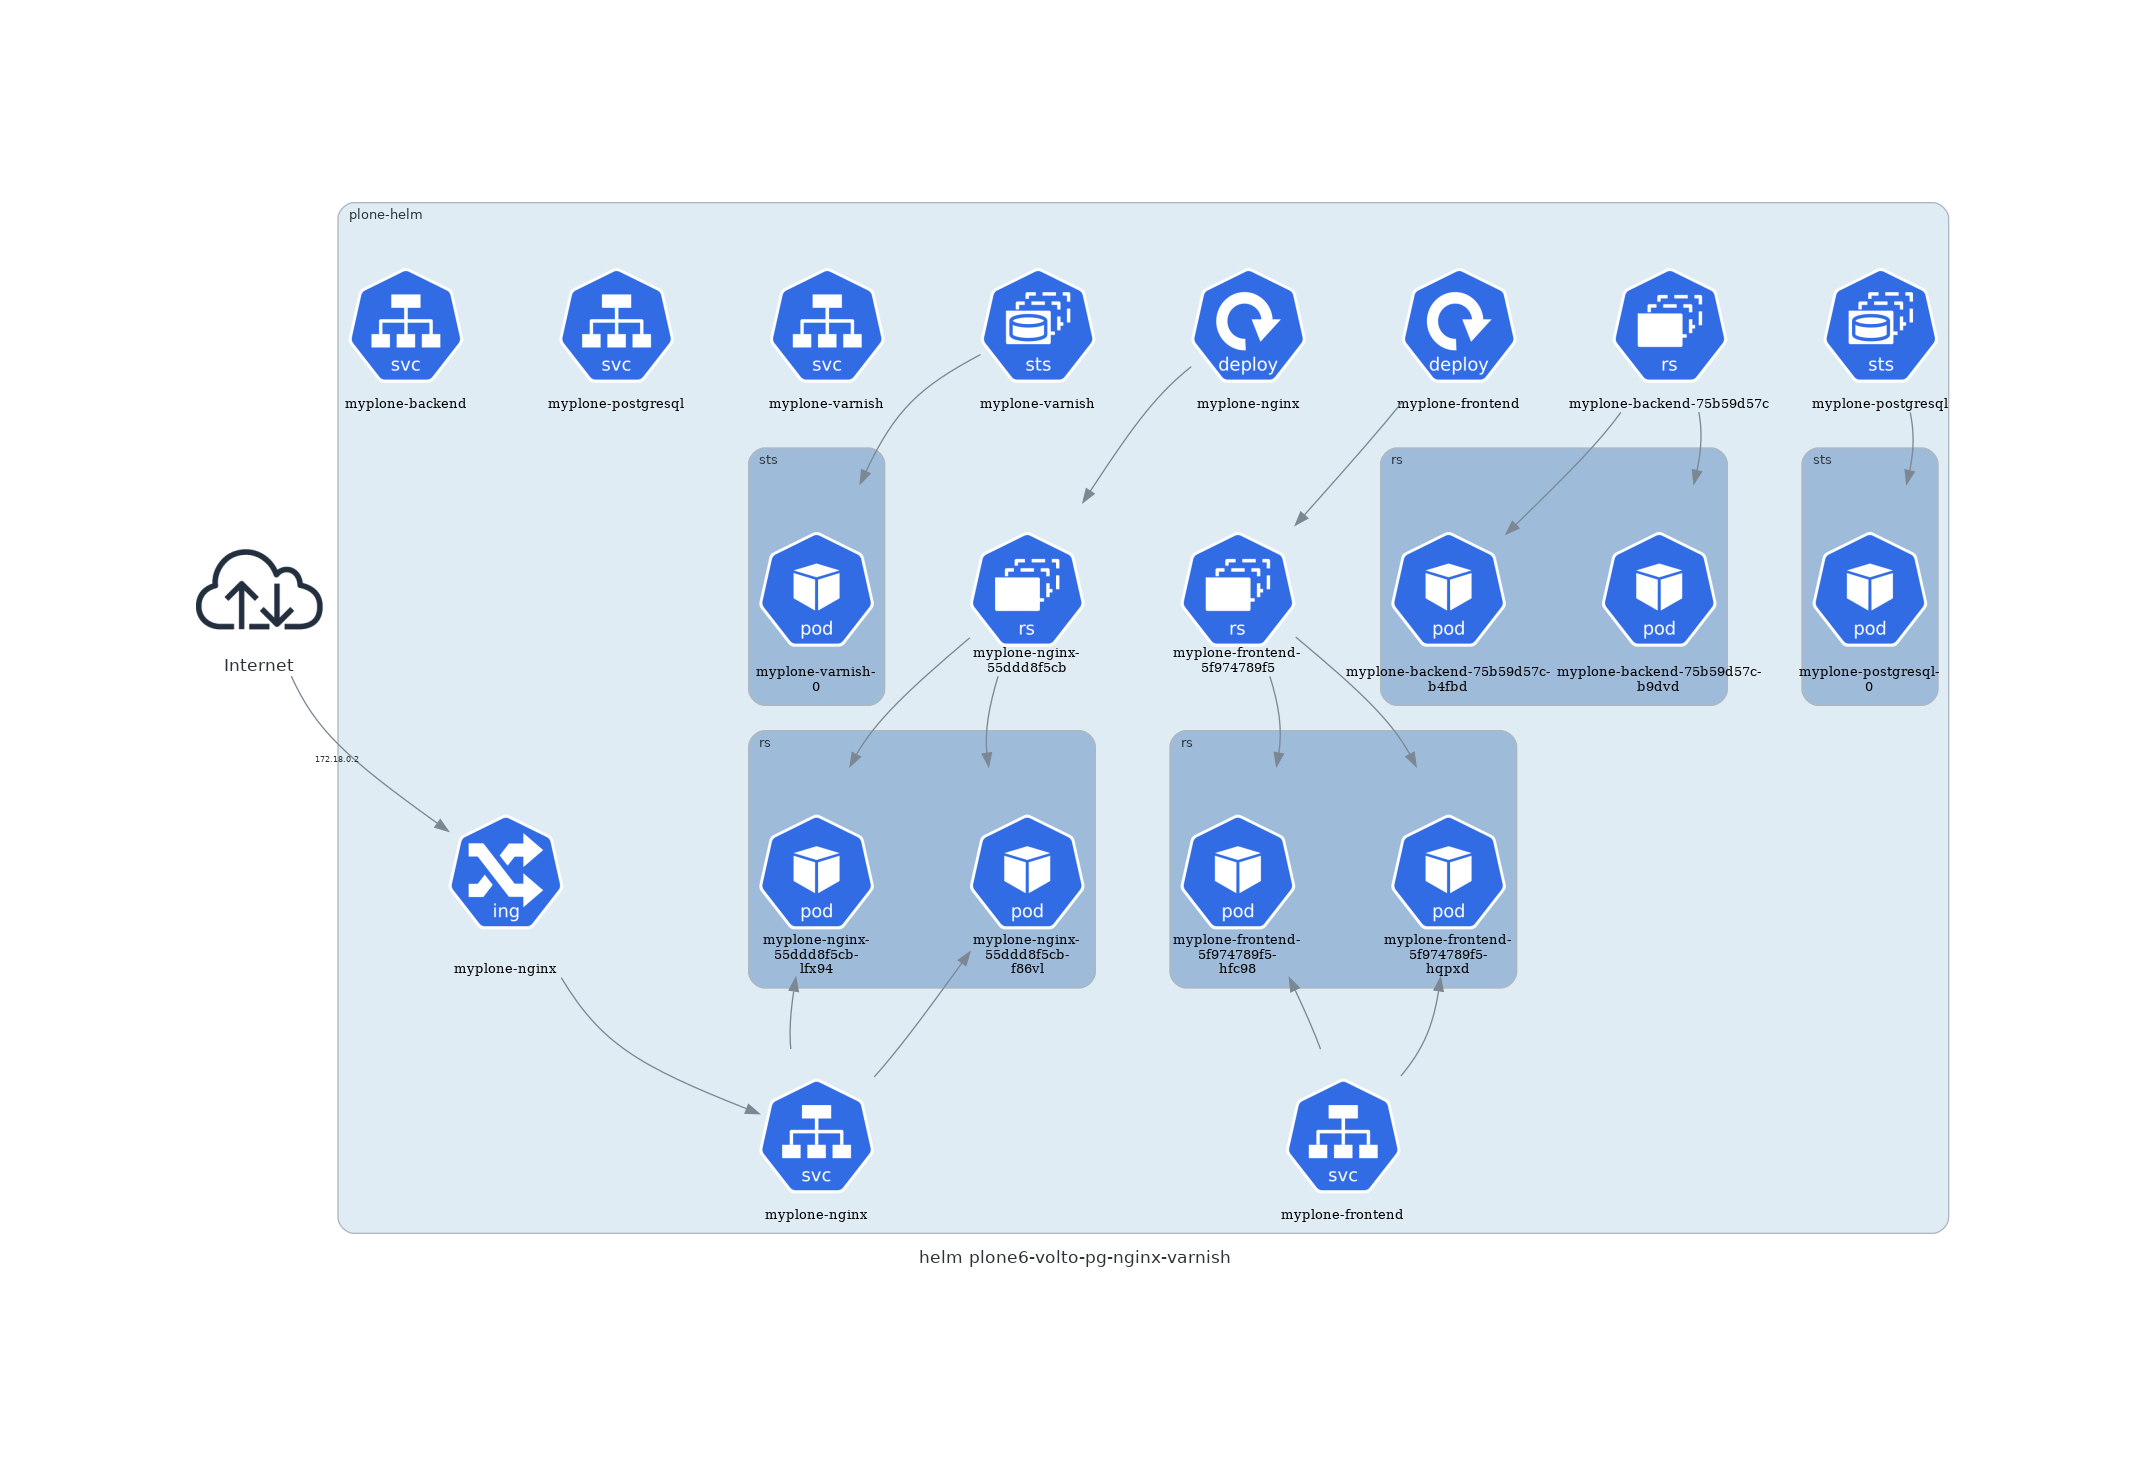 plone-helm
svc
svc
svc
sts
deploy
deploy
rs
sts
myplone-backend
myplone-postgresql
myplone-varnish
myplone-varnish
myplone-nginx
myplone-frontend
myplone-backend-75b59d57c
myplone-postgresql
sts
rs
sts
pod
rs
rs
pod
pod
pod
myplone-varnish-
0
myplone-nginx-
55ddd8f5cb
myplone-frontend-
5f974789f5
myplone-backend-75b59d57c-
b4fbd
myplone-backend-75b59d57c-
b9dvd
myplone-postgresql-
0
Internet
172.18.0.2
rs
rs
ing
pod
pod
pod
pod
myplone-nginx
myplone-nginx-
55ddd8f5cb-
lfx94
myplone-nginx-
55ddd8f5cb-
f86vl
myplone-frontend-
5f974789f5-
hfc98
myplone-frontend-
5f974789f5-
hqpxd
svc
svc
myplone-nginx
myplone-frontend
helm plone6-volto-pg-nginx-varnish